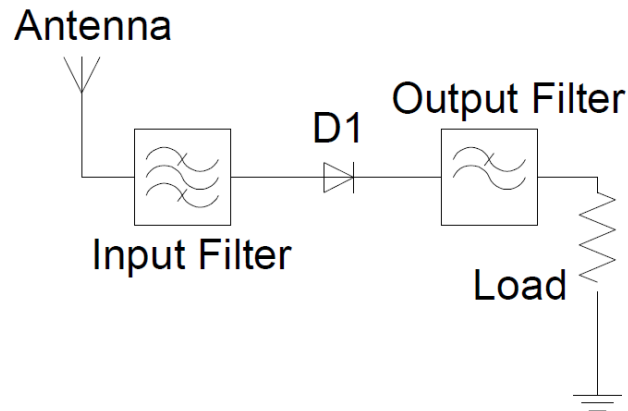 Antenna
Output Filter
D1
Input Filter
Load